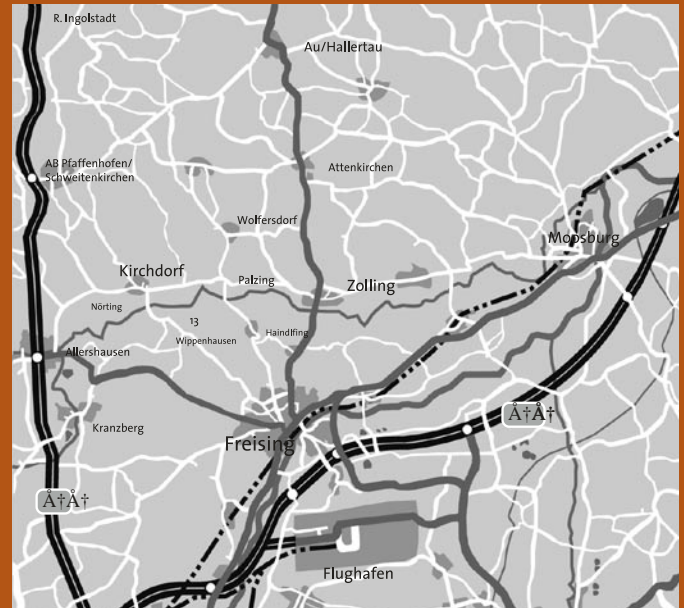 R. Ingolstadt
Au/Hallertau
AB Pfaffenhofen/
Schweitenkirchen
Attenkirchen
Wolfersdorf
Mopsburg
Kirchdorf
Palzing
Zolling
Nörting
13
Wippenhausen
Haindlfing
Allershausen
Kranzberg
Freising
Å†Å†
Å†Å†
Flughafen